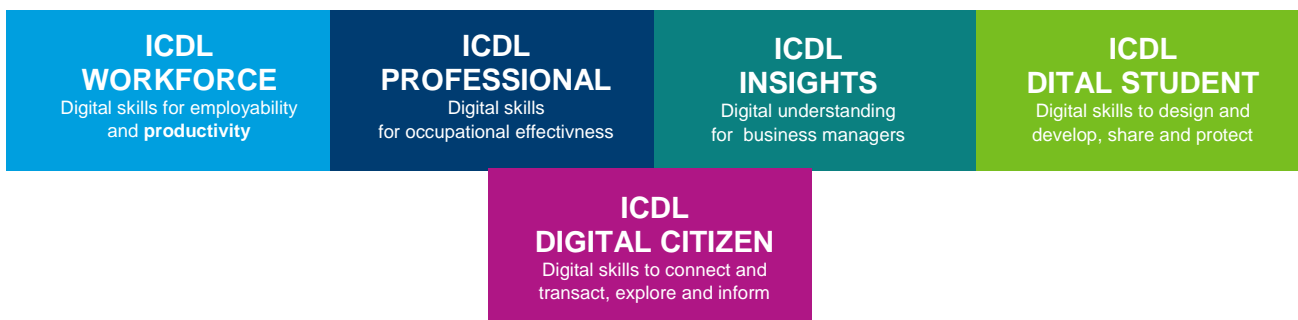 ICDL
WORKFORCE
Digital skills for employability
and productivity
ICDL
PROFESSIONAL
Digital skills
for occupational effectivness
ICDL
INSIGHTS
Digital understanding
for business managers
ICDL
DITAL STUDENT
Digital skills to design and
develop, share and protect
ICDL
DIGITAL CITIZEN
Digital skills to connect and
transact, explore and inform